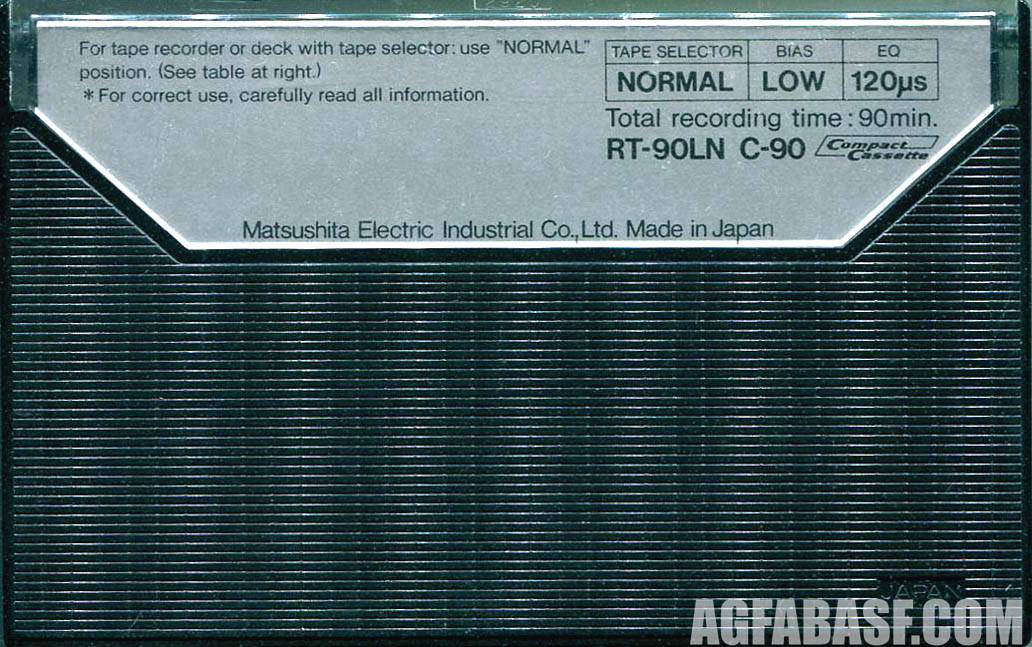 For tape recorder or deck with tape selector: use "NORMAL"
position. (See table at right.)
* For correct use, carefully read all information.
TAPE SELECTOR BIAS EQ
NORMAL LOW 120µs
Total recording time : 90min.
RT-90LN C-90 Compact Cassette
Matsushita Electric Industrial Co.,Ltd. Made in Japan
JAPAN
AGFABASF.COM